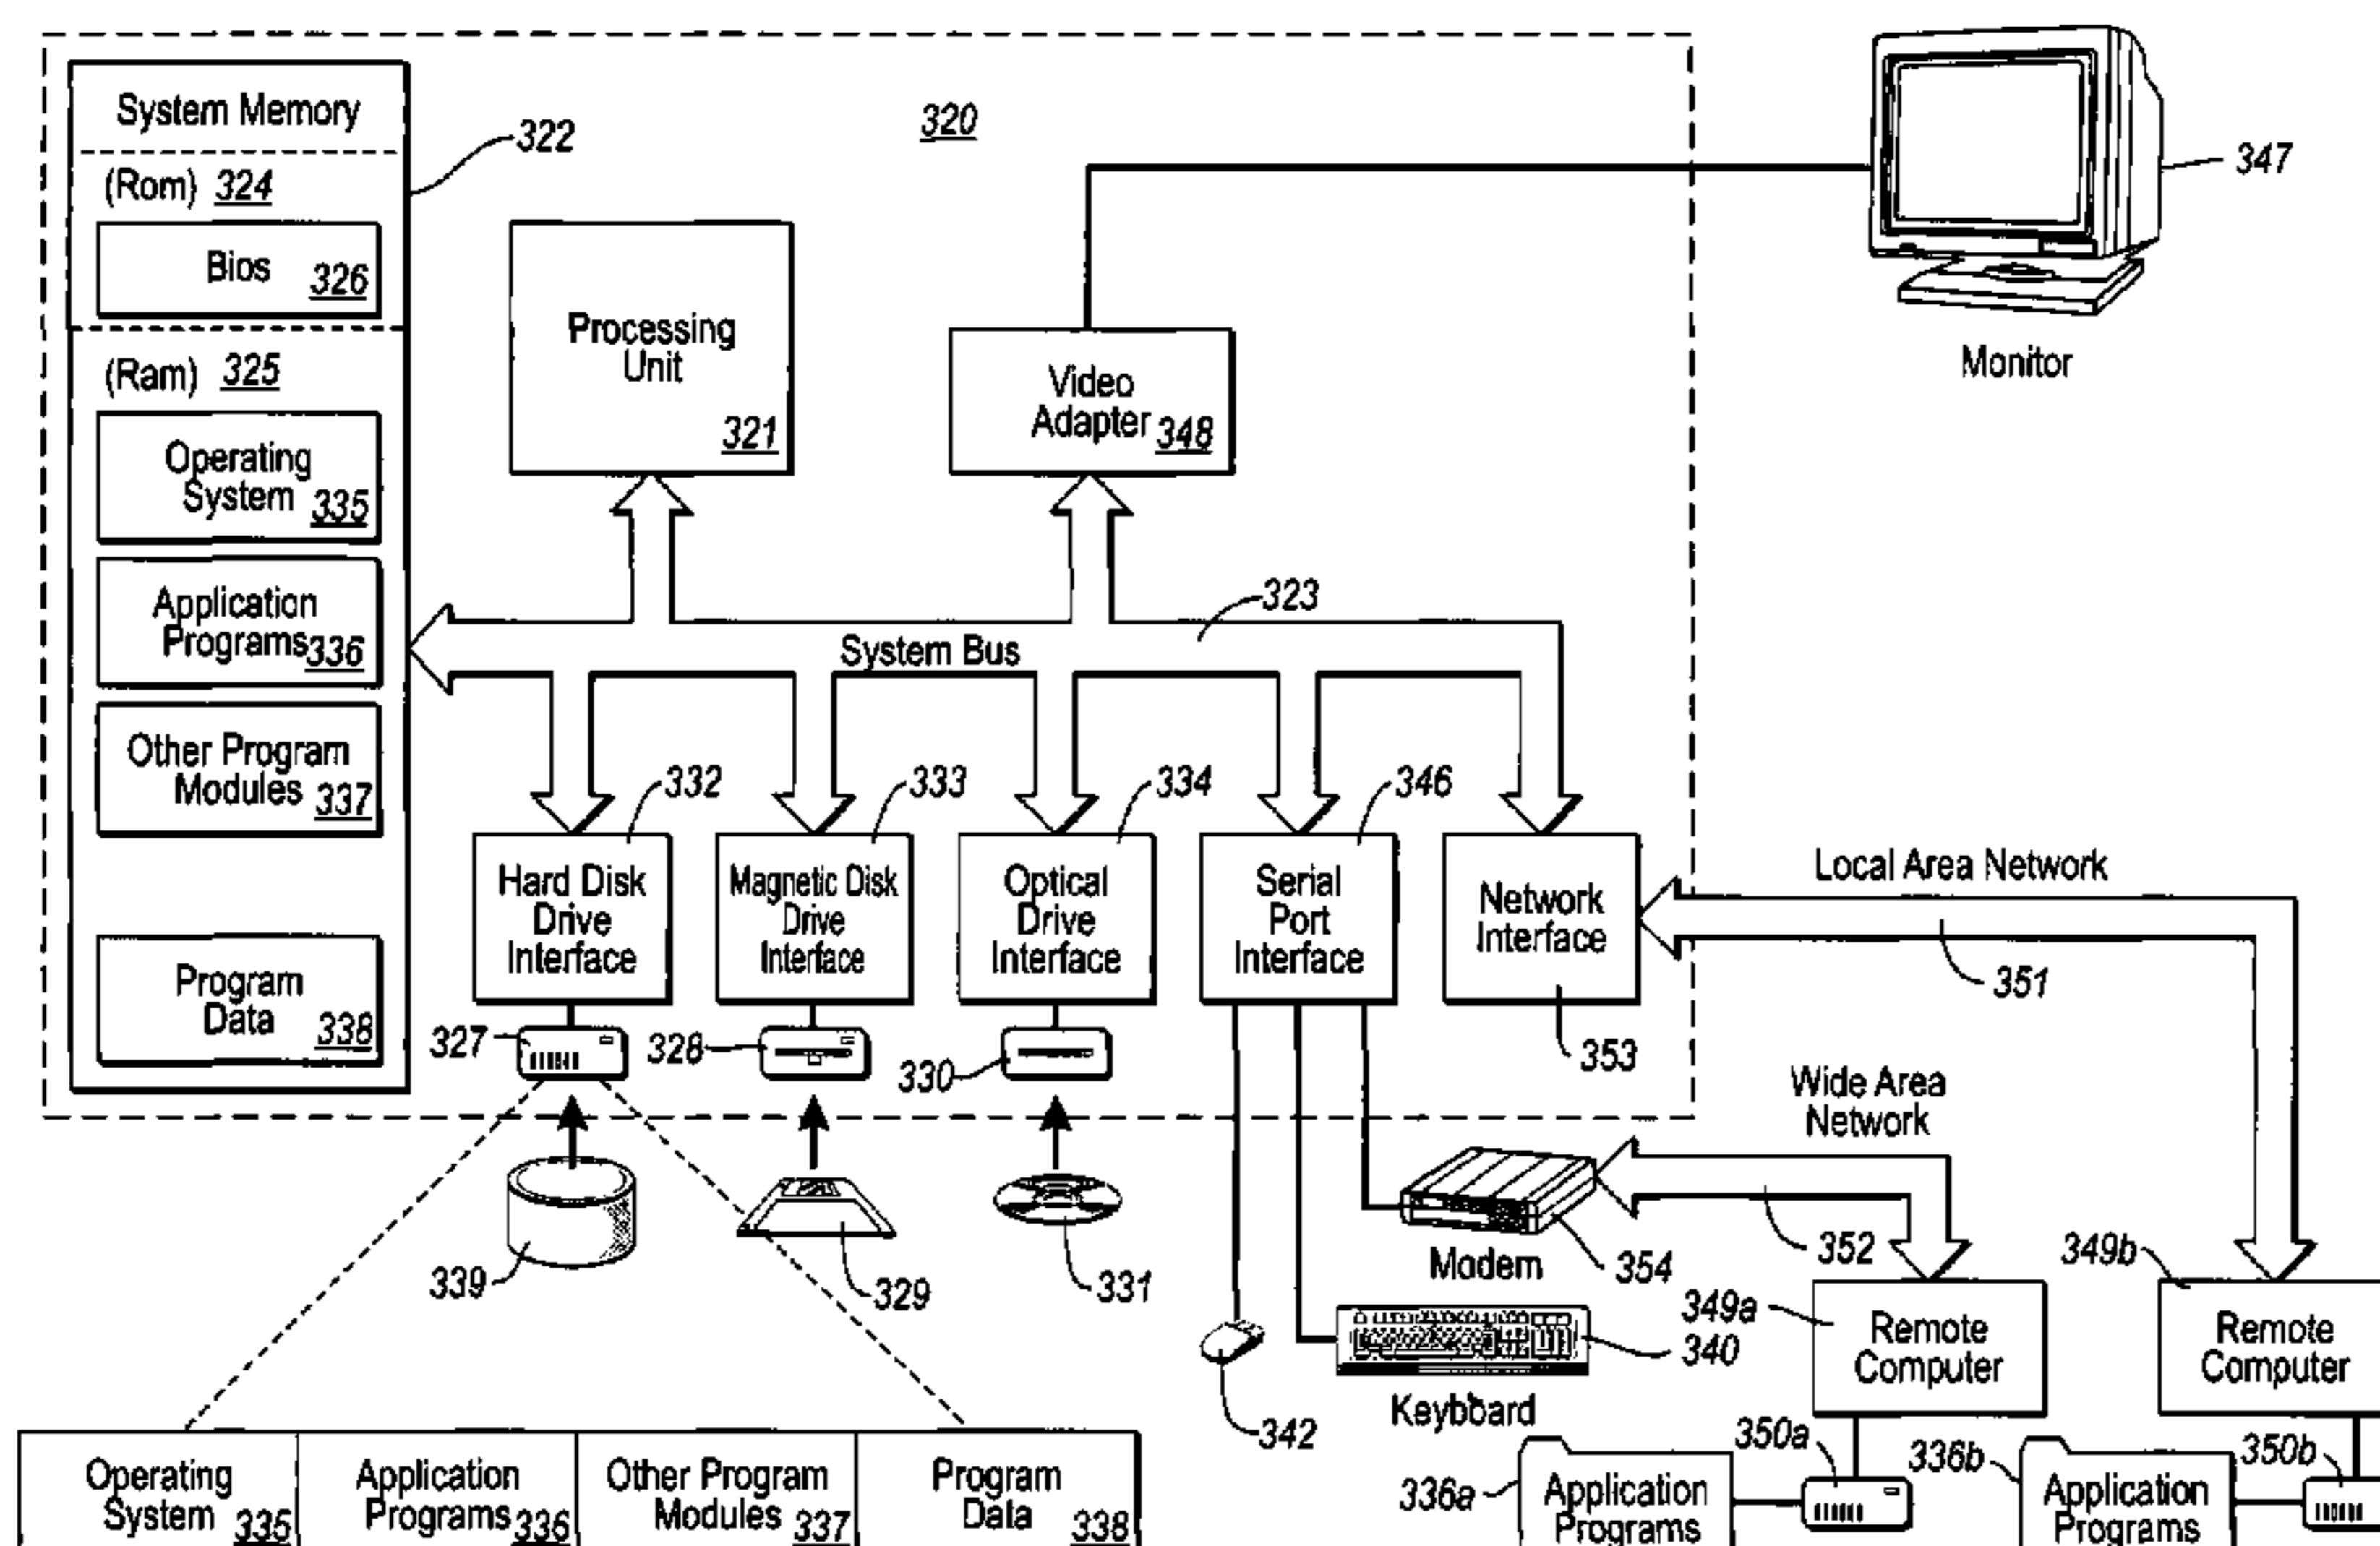 System Memory
322
320
(Rom) 324
Bios
326
347
Monitor
Processing
Unit
321
Video
Adapter 348
(Ram) 325
Operating
System 335
Application
Programs 336
323
System Bus
Other Program
Modules 337
332
333
334
346
Program
Data 338
Hard Disk
Drive
Interface
Magnetic Disk
Drive
Interface
Optical
Drive
Interface
Serial
Port
Interface
Network
Interface
Local Area Network
351
327
328
330
353
Wide Area
Network
339
329
331
Modem
354
352
349b
349a
340
Keyboard
342
Remote
Computer
Remote
Computer
Operating
System 335
Application
Programs 336
Other Program
Modules 337
Program
Data 338
336a
Application
Programs
350a
336b
Application
Programs
350b